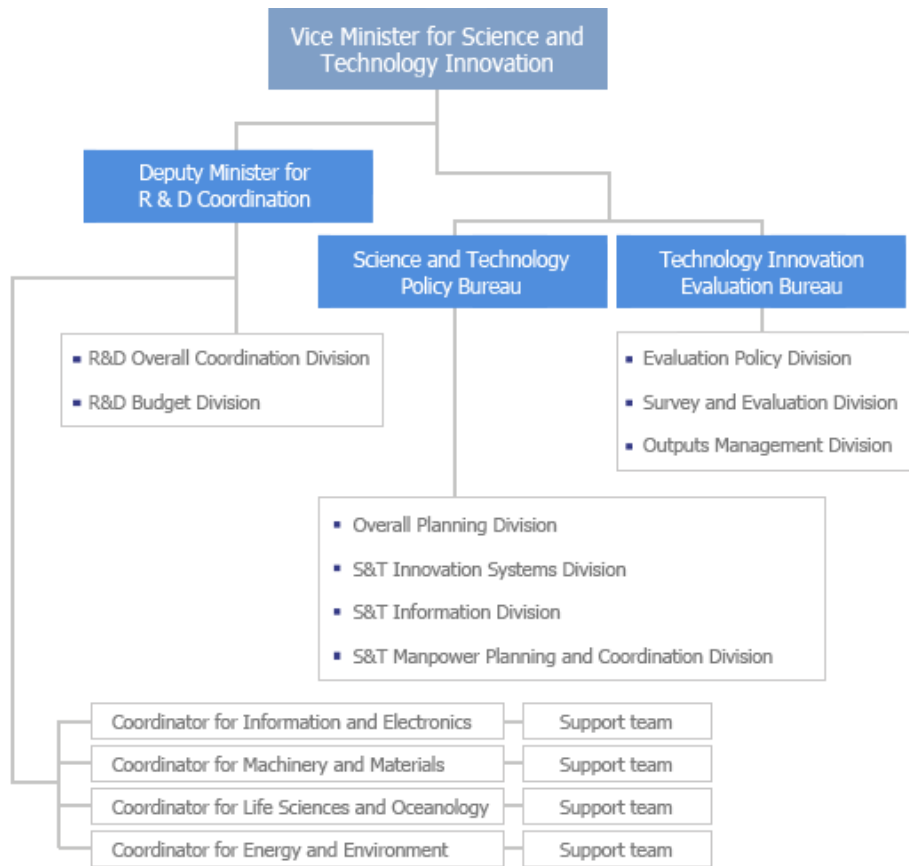 Vice Minister for Science and
Technology Innovation
Deputy Minister for
R & D Coordination
Science and Technology
Policy Bureau
Technology Innovation
Evaluation Bureau
R&D Overall Coordination Division
R&D Budget Division
Evaluation Policy Division
Survey and Evaluation Division
Outputs Management Division
Overall Planning Division
S&T Innovation Systems Division
S&T Information Division
S&T Manpower Planning and Coordination Division
Coordinator for Information and Electronics Support team
Coordinator for Machinery and Materials Support team
Coordinator for Life Sciences and Oceanology Support team
Coordinator for Energy and Environment Support team